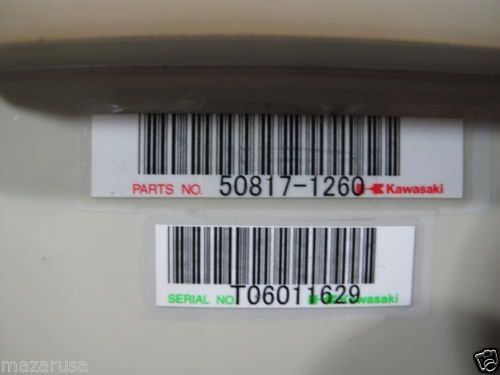 PARTS NO. 50817-1260 Kawasaki
SERIAL NO. T06011629 Kawasaki
mazarusa